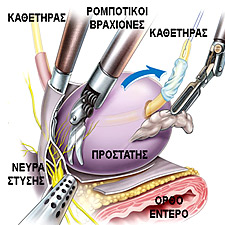 ΚΑΘΕΤΗΡΑΣ
ΡΟΜΠΟΤΙΚΟΙ
ΒΡΑΧΙΟΝΕΣ
ΚΑΘΕΤΗΡΑΣ
ΠΡΟΣΤΑΤΗΣ
ΝΕΥΡΑ
ΣΤΥΣΗΣ
ΟΡΘΟ
ΕΝΤΕΡΟ